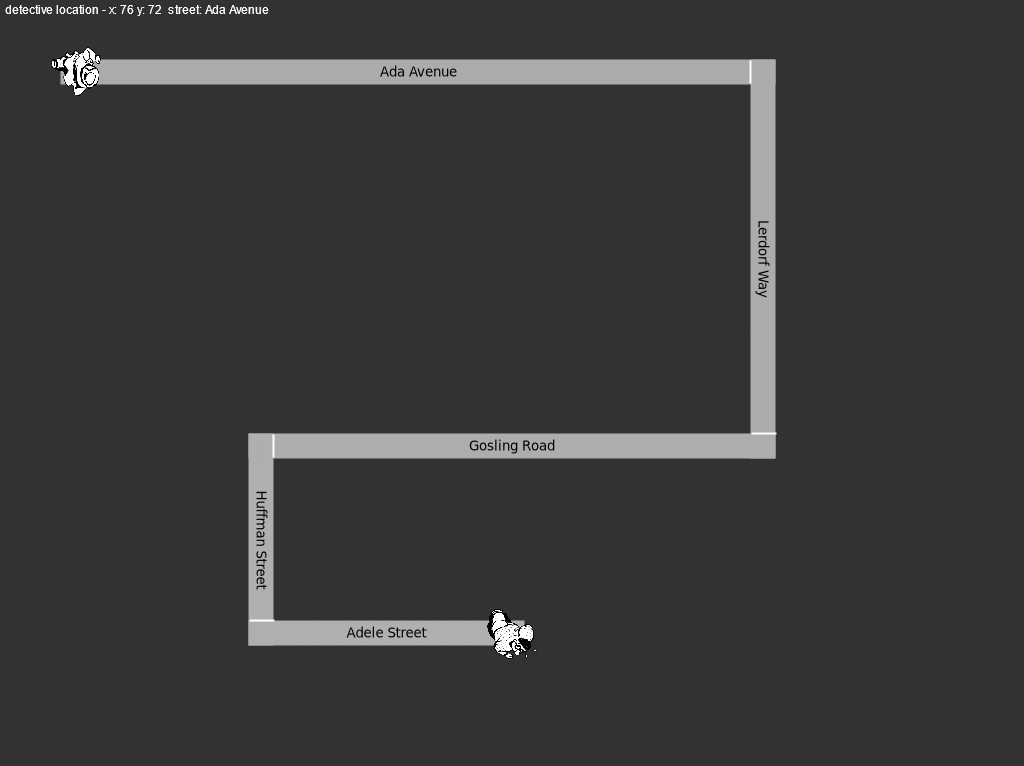 detective location - x: 76 y: 72  street: Ada Avenue
Ada Avenue
Lerdorf Way
Gosling Road
Huffman Street
Adele Street